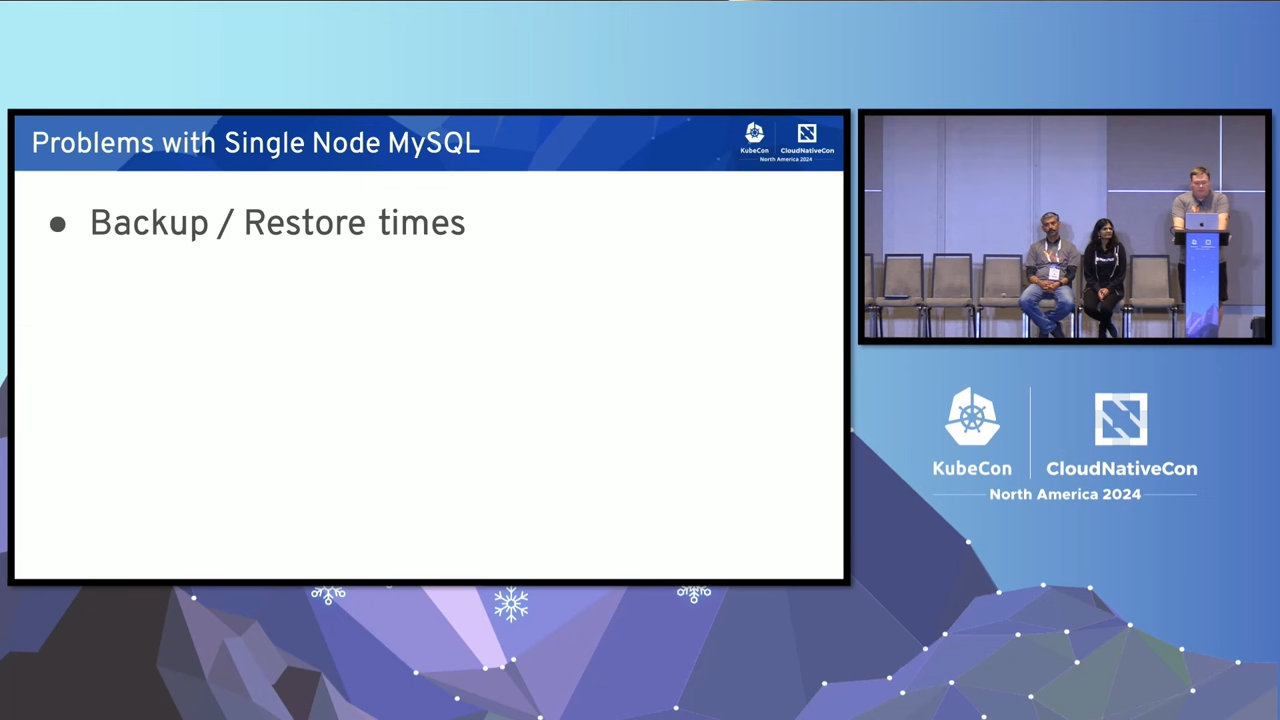 Problems with Single Node MySQL
KubeCon
CloudNativeCon
North America 2024
● Backup / Restore times
KubeCon
CloudNativeCon
North America 2024